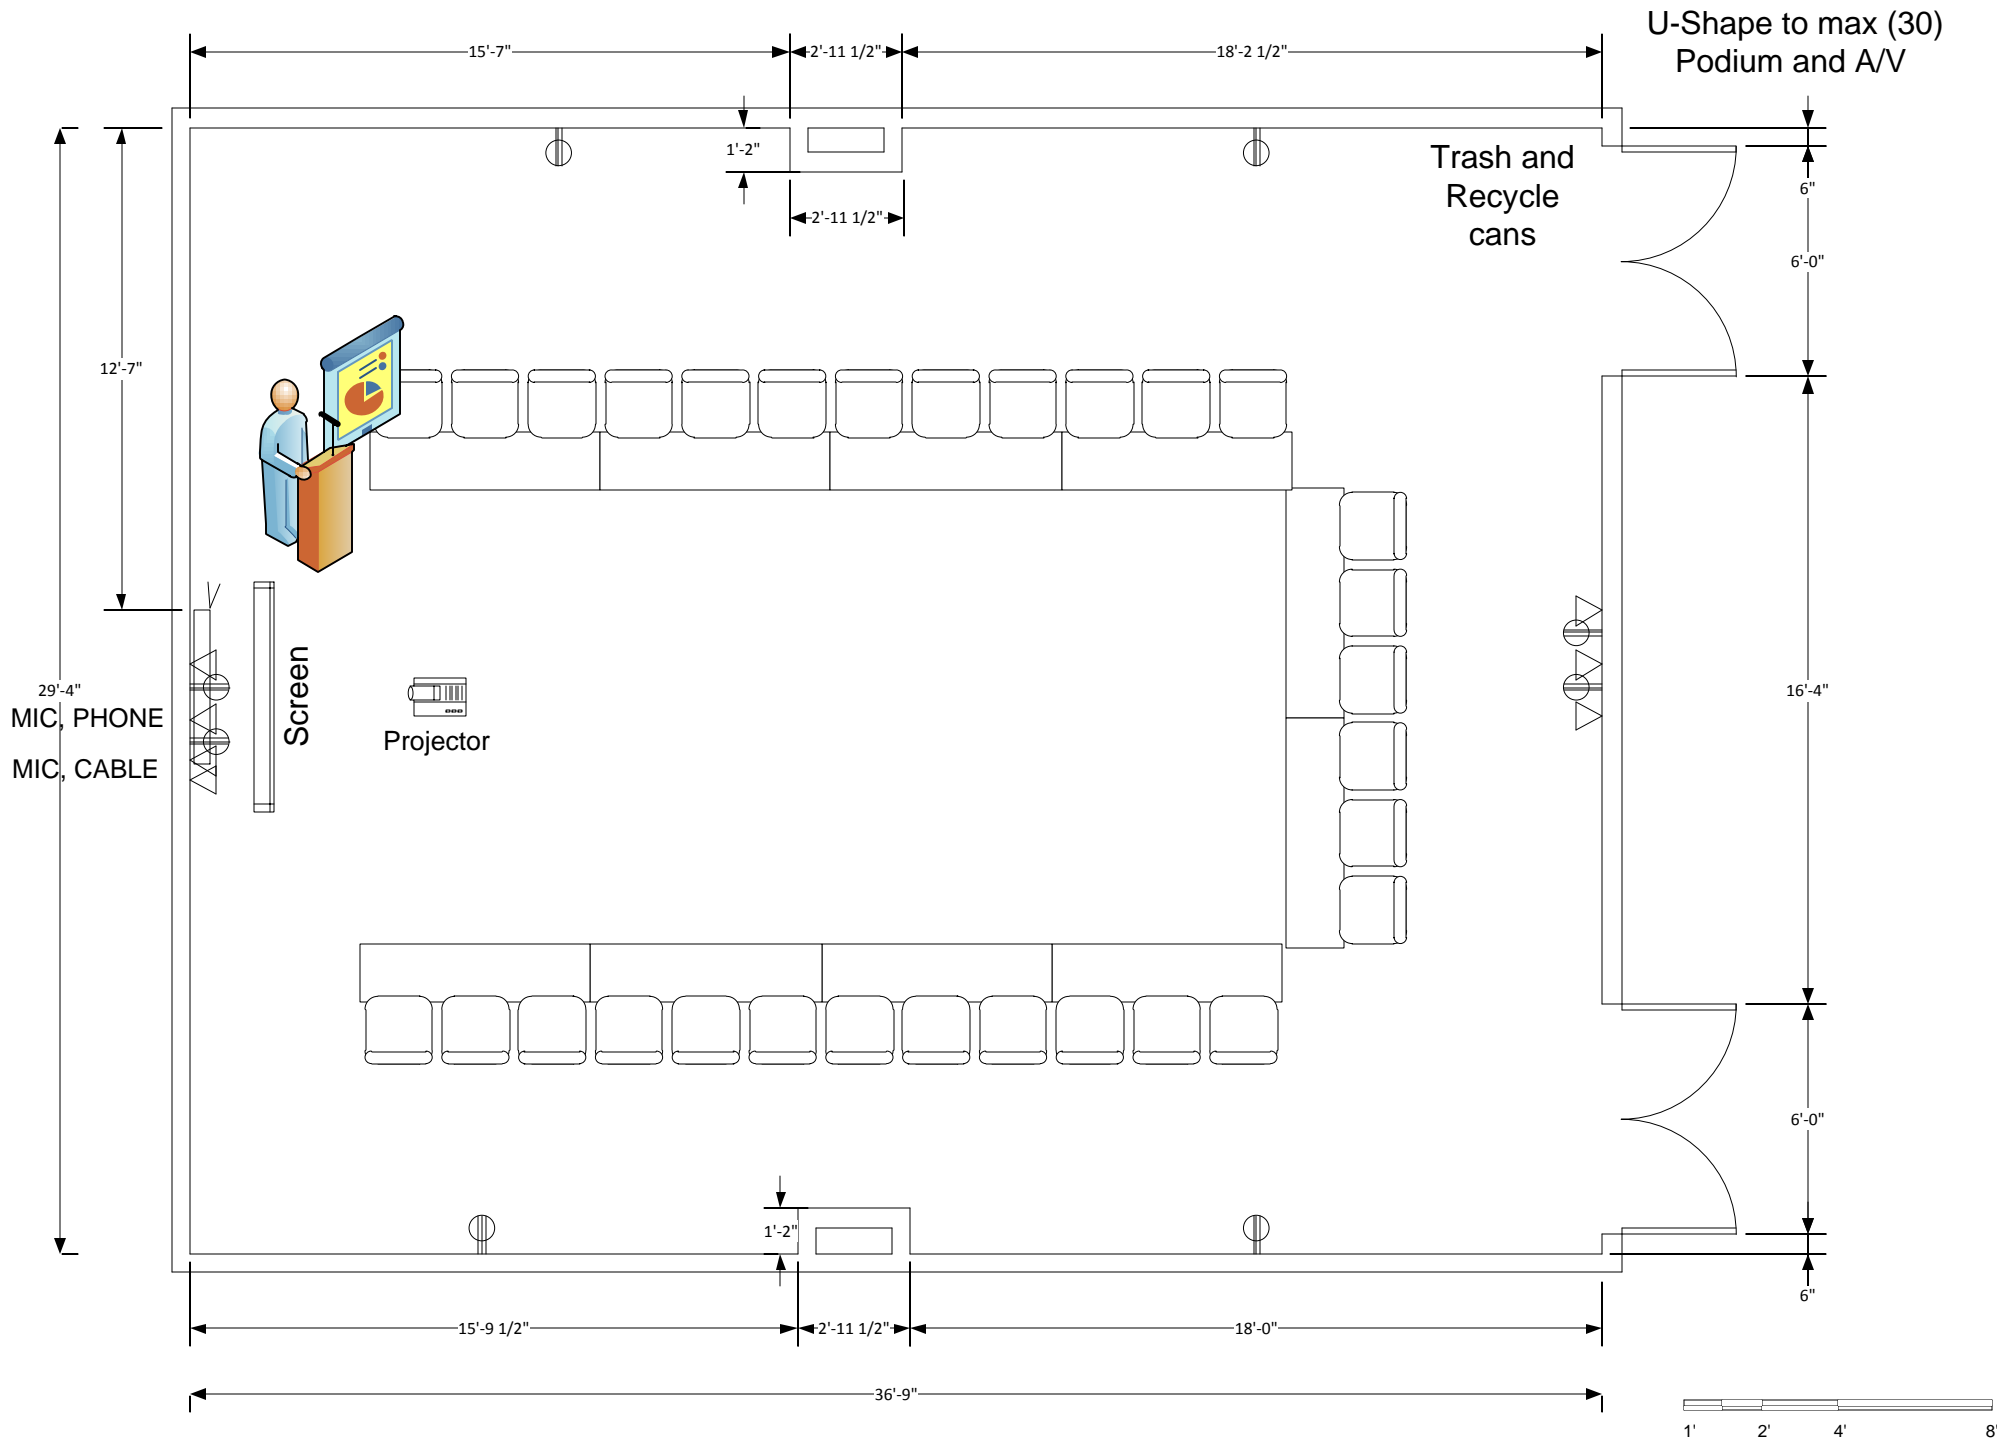 U-Shape to max (30)
Podium and A/V
15'-7"
2'-11 1/2"
18'-2 1/2"
1'-2"
2'-11 1/2"
Trash and
Recycle
cans
6"
6'-0"
12'-7"
29'-4"
MIC, PHONE
MIC, CABLE
Screen
Projector
16'-4"
6'-0"
1'-2"
6"
15'-9 1/2"
2'-11 1/2"
18'-0"
36'-9"
1' 2' 4' 8'